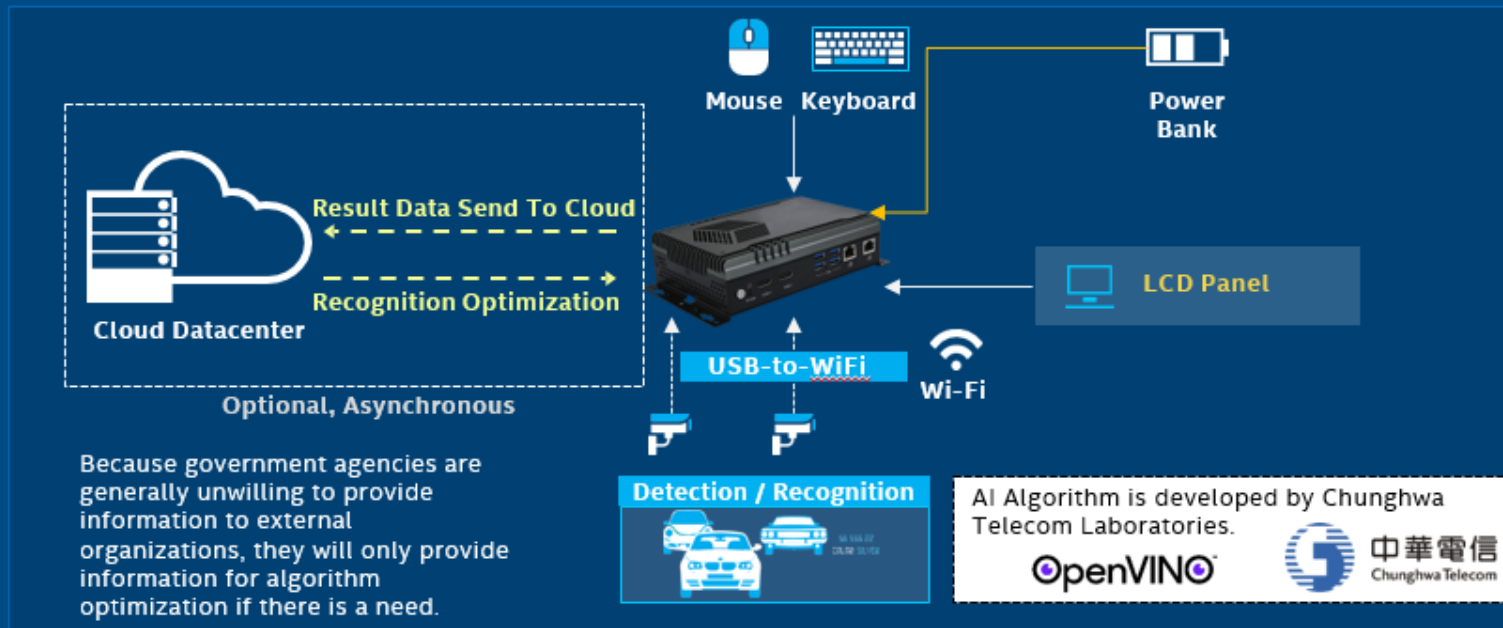 Mouse
Keyboard
Power
Bank
Result Data Send To Cloud
Recognition Optimization
Cloud Datacenter
LCD Panel
USB-to-WiFi
Wi-Fi
Optional, Asynchronous
Because government agencies are
generally unwilling to provide
information to external
organizations, they will only provide
information for algorithm
optimization if there is a need.
Detection / Recognition
AI Algorithm is developed by Chunghwa
Telecom Laboratories.
OpenVINO
中華電信
Chunghwa Telecom